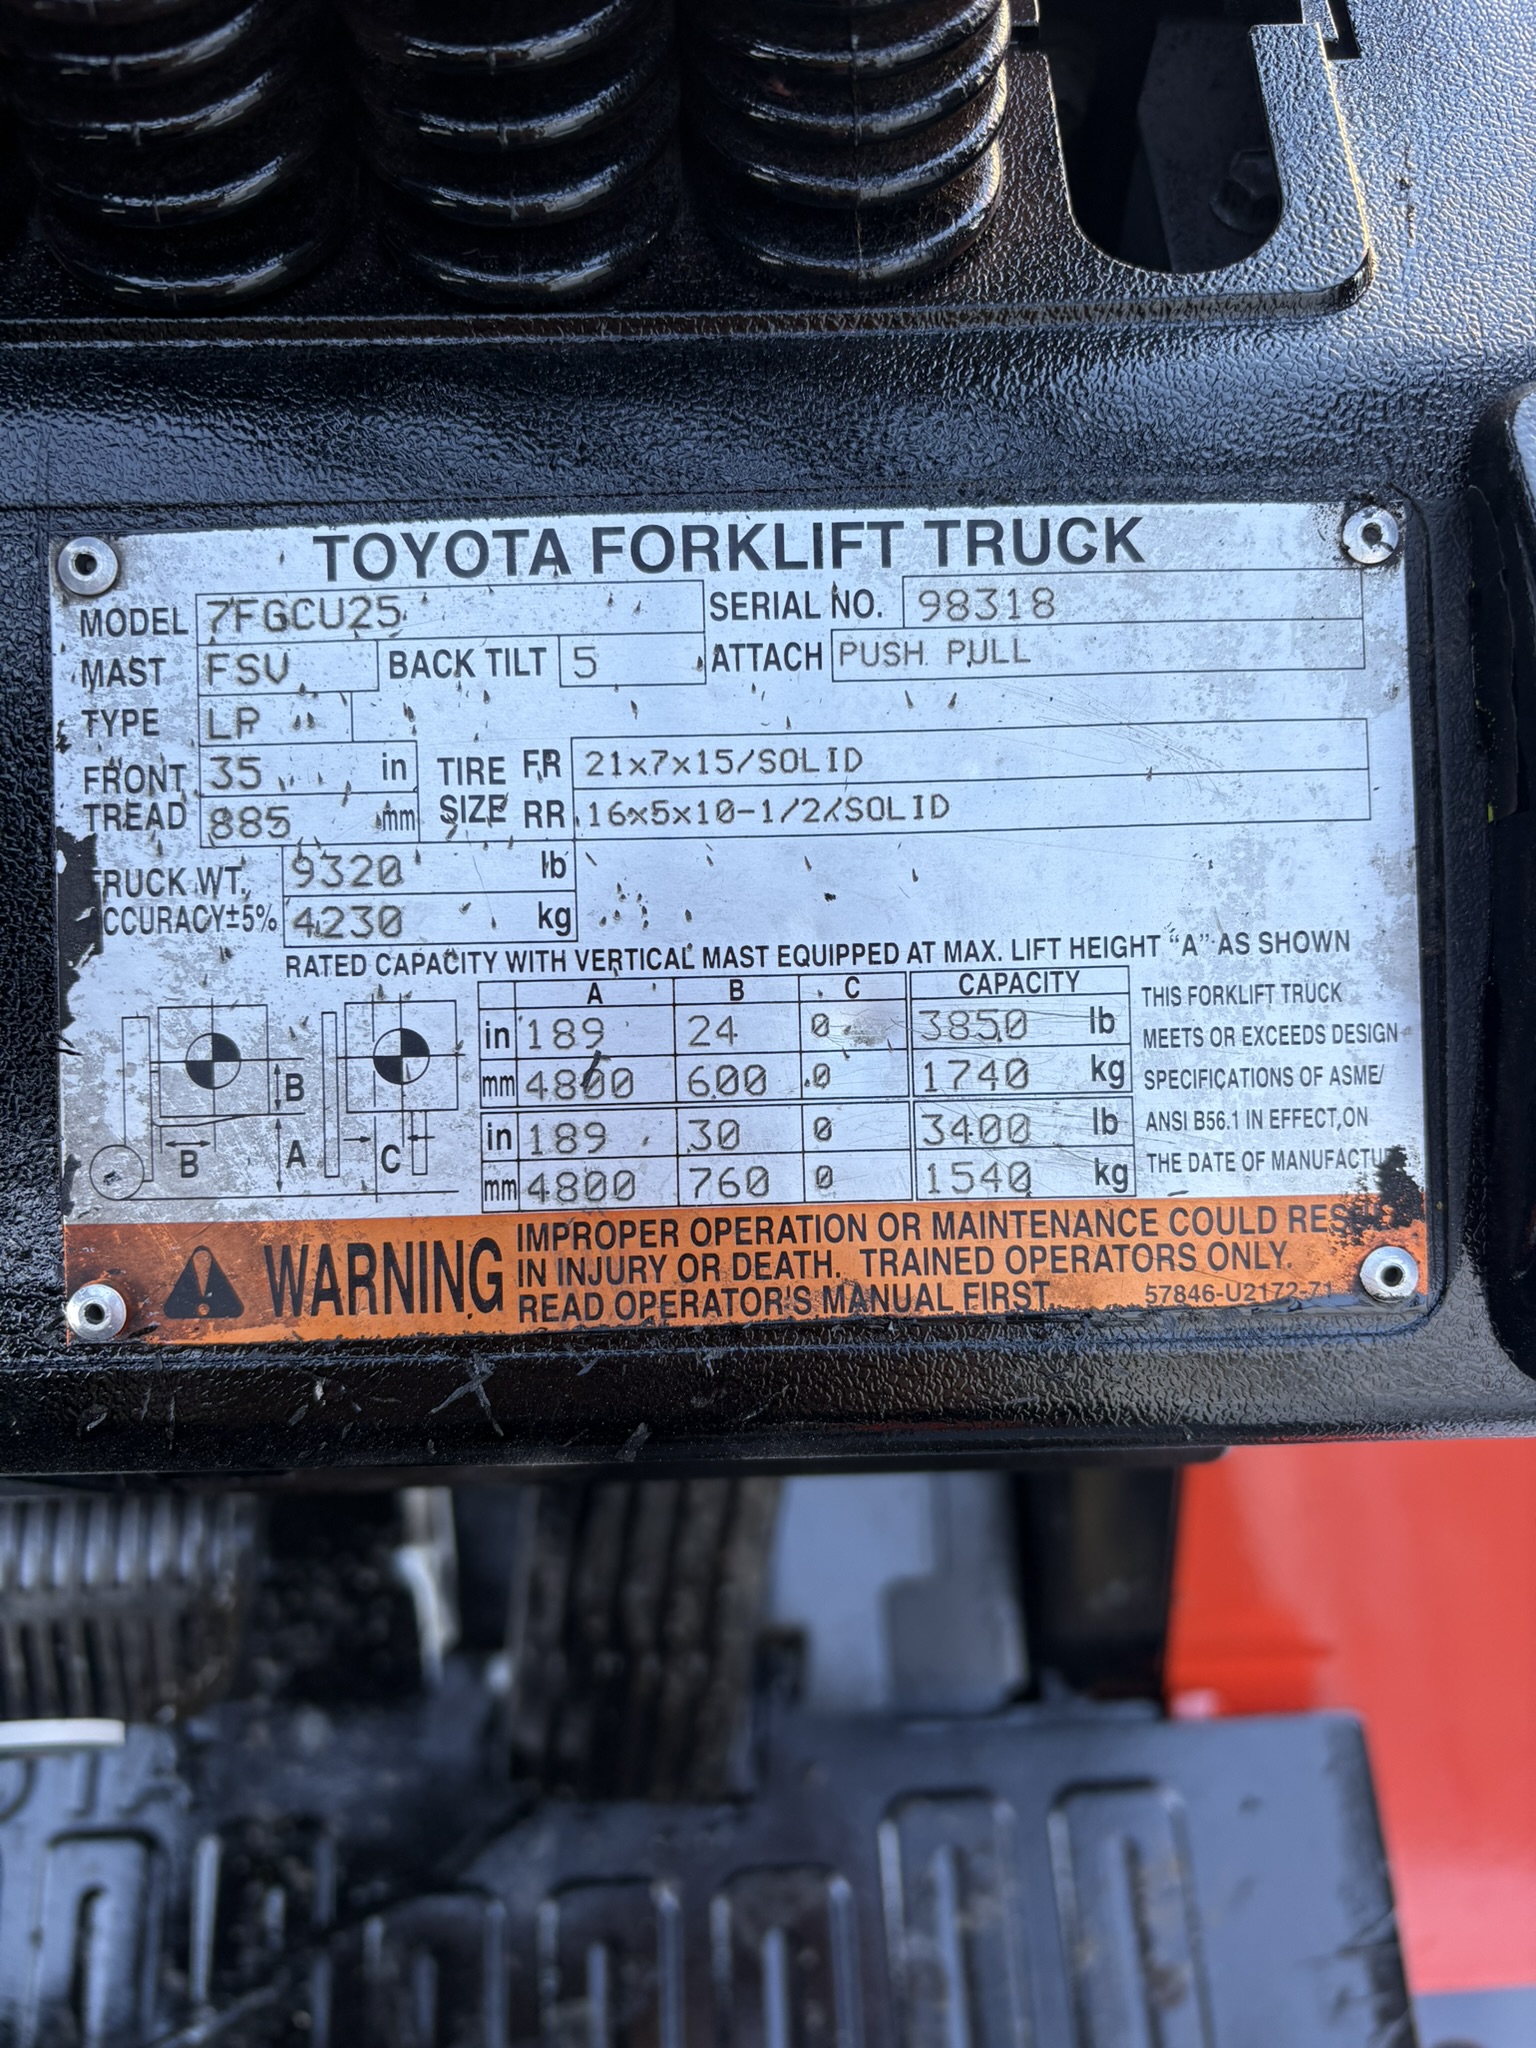 TOYOTA FORKLIFT TRUCK
MODEL 7FGCU25 SERIAL NO. 98318
MAST FSV BACK TILT 5 ATTACH PUSH PULL
TYPE LP
FRONT TREAD 35 in 885 mm
TIRE SIZE FR 21x7x15/SOLID
RR 16x5x10-1/2/SOLID
RUCK WT. 9320 lb
CCURACY±5% 4230 kg
RATED CAPACITY WITH VERTICAL MAST EQUIPPED AT MAX. LIFT HEIGHT "A" AS SHOWN
A B C CAPACITY
in 189 24 0 3850 lb
mm 4800 600 0 1740 kg
in 189 30 0 3400 lb
mm 4800 760 0 1540 kg
B
B A C
THIS FORKLIFT TRUCK
MEETS OR EXCEEDS DESIGN
SPECIFICATIONS OF ASME/
ANSI B56.1 IN EFFECT ON
THE DATE OF MANUFACTU
WARNING
IMPROPER OPERATION OR MAINTENANCE COULD RES
IN INJURY OR DEATH. TRAINED OPERATORS ONLY.
READ OPERATOR'S MANUAL FIRST
57846-U2172-71